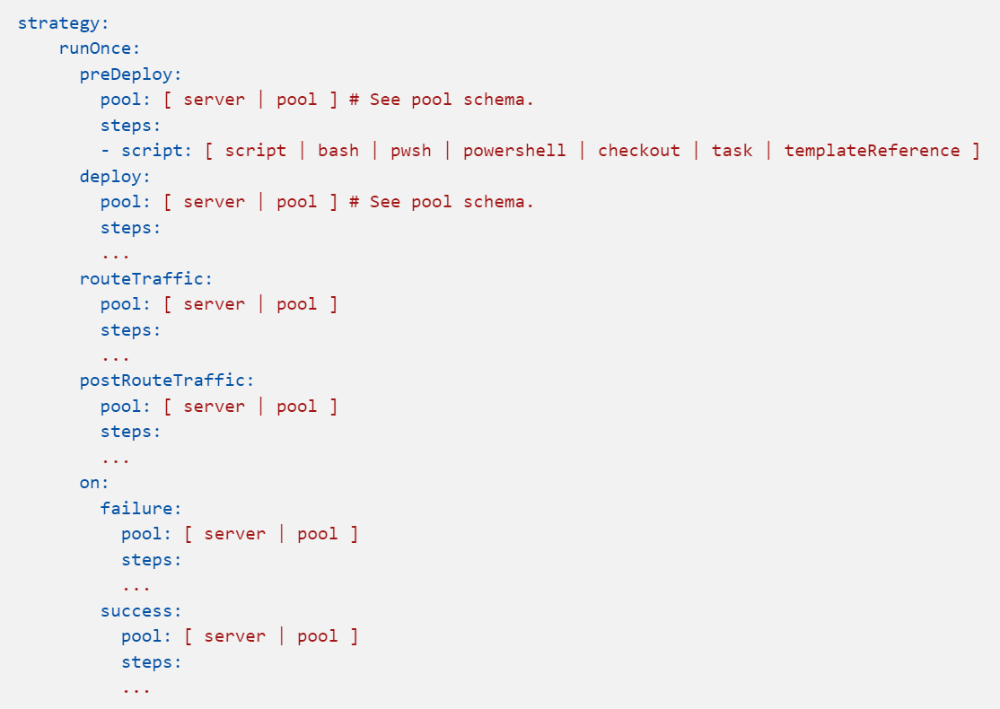 strategy:
    runOnce:
      preDeploy:
        pool: [ server | pool ] # See pool schema.
        steps:
        - script: [ script | bash | pwsh | powershell | checkout | task | templateReference ]
      deploy:
        pool: [ server | pool ] # See pool schema.
        steps:
        ...
      routeTraffic:
        pool: [ server | pool ]
        steps:
        ...
      postRouteTraffic:
        pool: [ server | pool ]
        steps:
        ...
      on:
        failure:
          pool: [ server | pool ]
          steps:
          ...
        success:
          pool: [ server | pool ]
          steps:
          ...